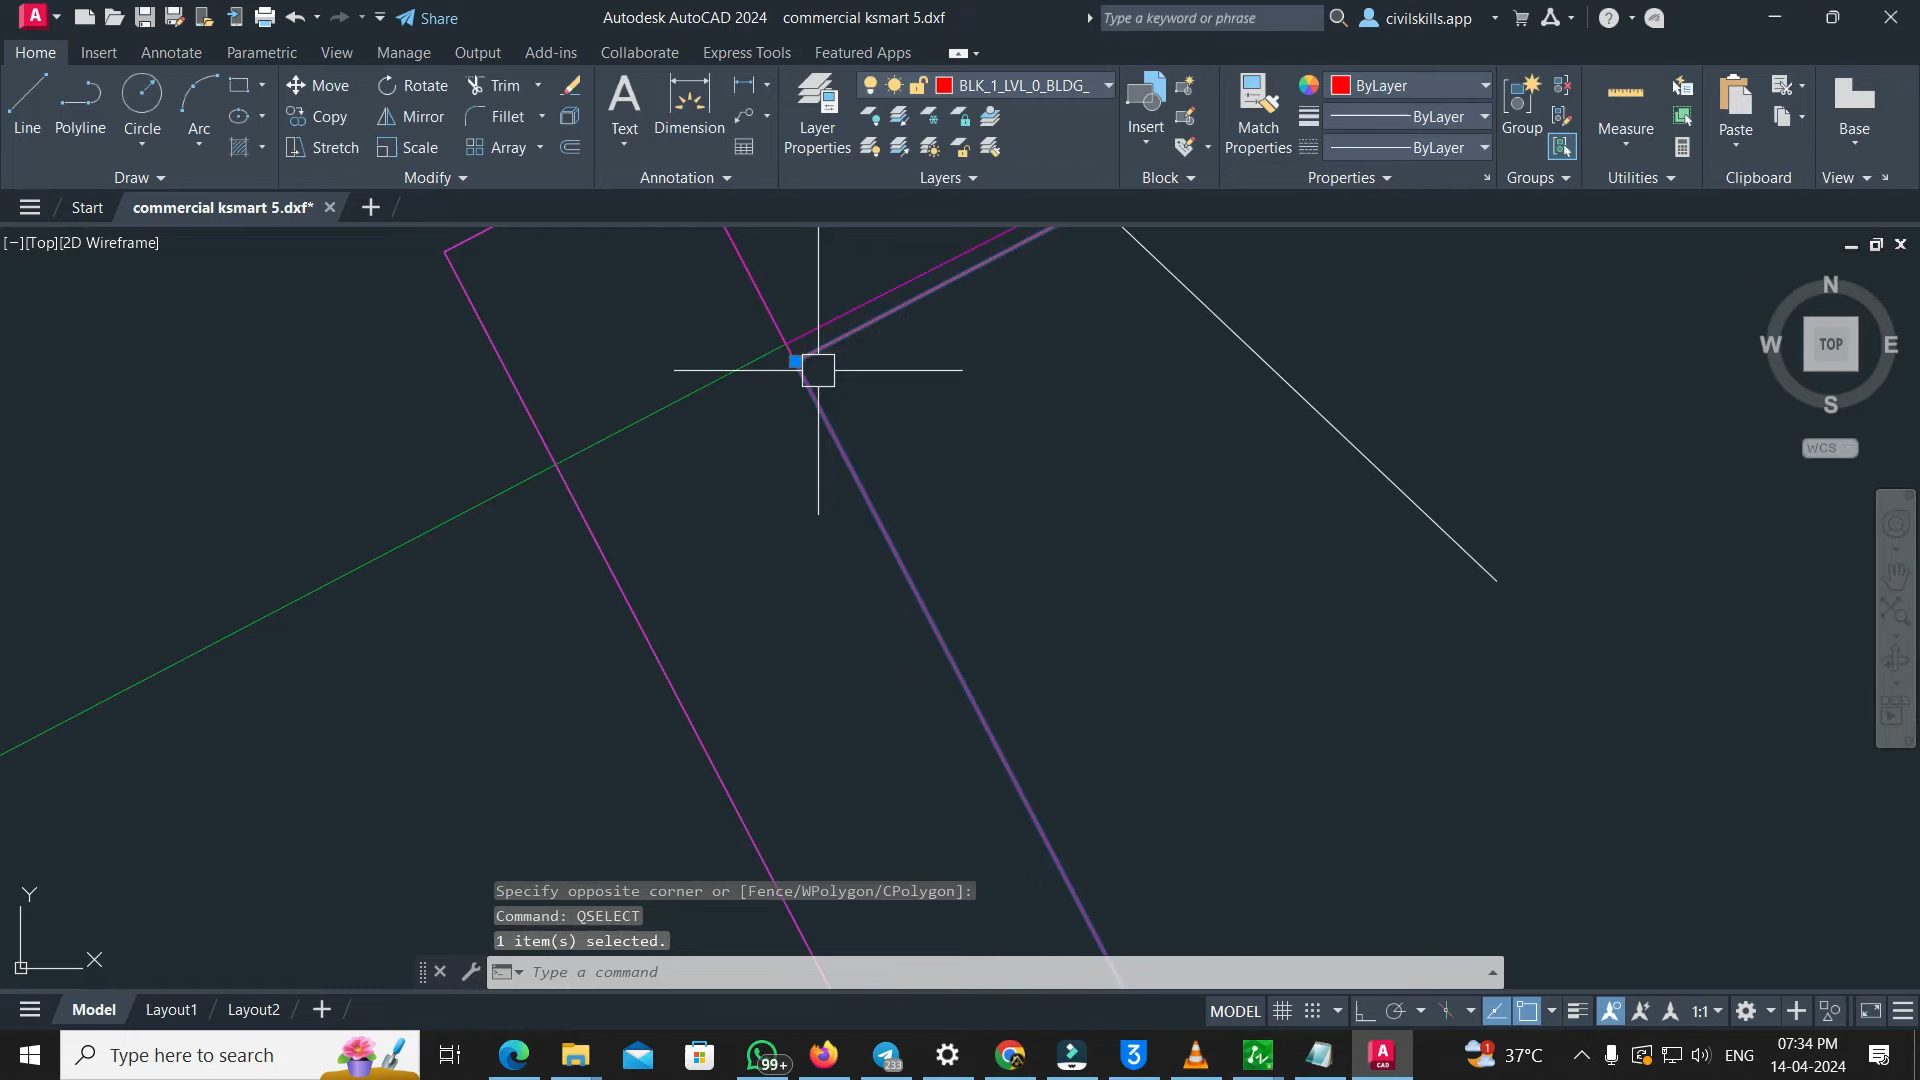 Share
Autodesk AutoCAD 2024 commercial ksmart 5.dxf
Type a keyword or phrase
civilskills.app
Home Insert Annotate Parametric View Manage Output Add-ins Collaborate Express Tools Featured Apps
Line Polyline Circle Arc
Move Rotate Trim
Copy Mirror Fillet
Stretch Scale Array
Text Dimension
Layer Properties
BLK_1_LVL_0_BLDG_
Insert
Match Properties
ByLayer
ByLayer
ByLayer
Group
Measure
Paste
Base
Draw Modify Annotation Layers Block Properties Groups Utilities Clipboard View
Start commercial ksmart 5.dxf*
[−][Top][2D Wireframe]
N
W TOP E
S
WCS
Specify opposite corner or [Fence/WPolygon/CPolygon]:
Command: QSELECT
1 item(s) selected.
Type a command
Y
X
Model Layout1 Layout2
MODEL
1:1
Type here to search
99+
233
37°C
ENG
07:34 PM
14-04-2024